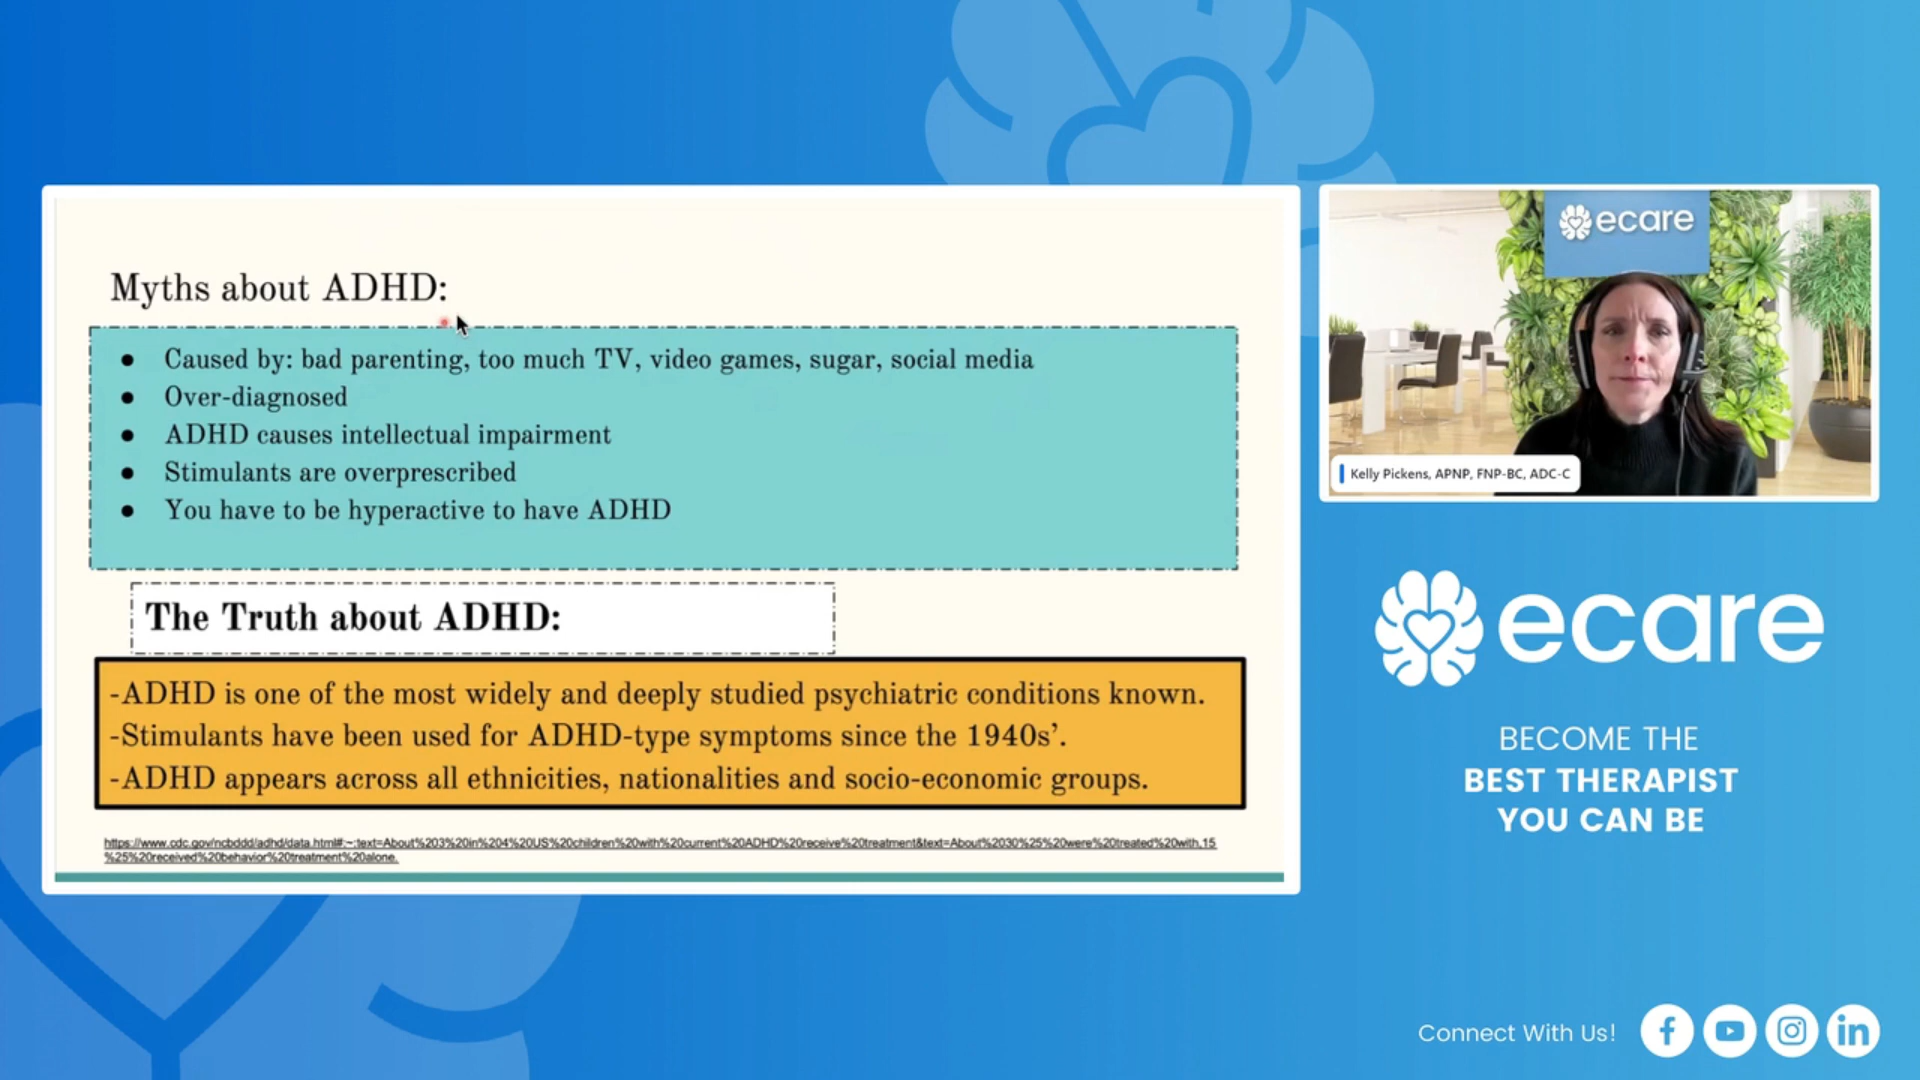 Myths about ADHD:
● Caused by: bad parenting, too much TV, video games, sugar, social media
● Over-diagnosed
● ADHD causes intellectual impairment
● Stimulants are overprescribed
● You have to be hyperactive to have ADHD
The Truth about ADHD:
-ADHD is one of the most widely and deeply studied psychiatric conditions known.
-Stimulants have been used for ADHD-type symptoms since the 1940s’.
-ADHD appears across all ethnicities, nationalities and socio-economic groups.
https://www.cdc.gov/ncbddd/adhd/data.html#:~:text=About%203%20in%204%20US%20children%20with%20current%20ADHD%20receive%20treatment&text=About%2030%25%20were%20treated%20with,15
%25%20received%20behavior%20treatment%20alone.
ecare
Kelly Pickens, APNP, FNP-BC, ADC-C
ecare
BECOME THE
BEST THERAPIST
YOU CAN BE
Connect With Us!